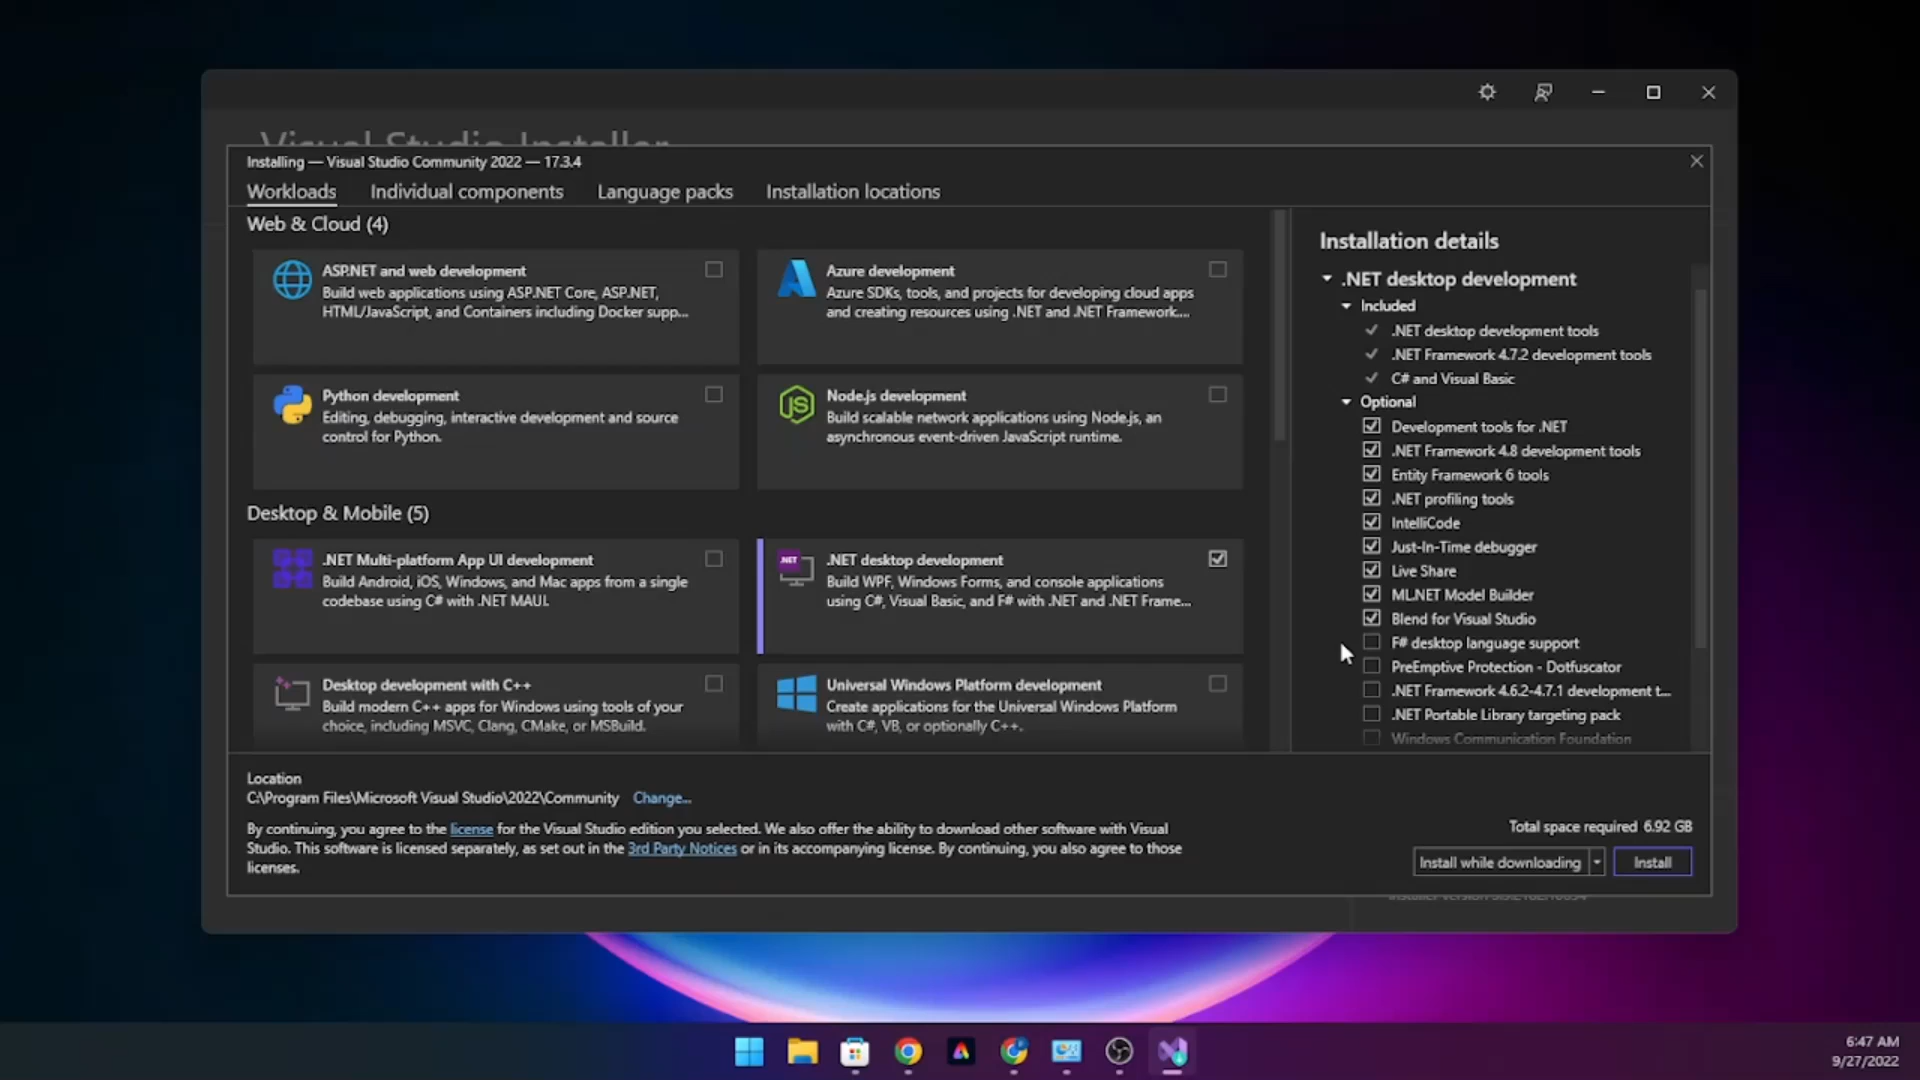 Visual Studio Installer
Installing — Visual Studio Community 2022 — 17.3.4
Workloads
Individual components
Language packs
Installation locations
Web & Cloud (4)
ASP.NET and web development
Build web applications using ASP.NET Core, ASP.NET,
HTML/JavaScript, and Containers including Docker supp...
Azure development
Azure SDKs, tools, and projects for developing cloud apps
and creating resources using .NET and .NET Framework....
Python development
Editing, debugging, interactive development and source
control for Python.
Node.js development
Build scalable network applications using Node.js, an
asynchronous event-driven JavaScript runtime.
Desktop & Mobile (5)
.NET Multi-platform App UI development
Build Android, iOS, Windows, and Mac apps from a single
codebase using C# with .NET MAUI.
.NET desktop development
Build WPF, Windows Forms, and console applications
using C#, Visual Basic, and F# with .NET and .NET Frame...
Desktop development with C++
Build modern C++ apps for Windows using tools of your
choice, including MSVC, Clang, CMake, or MSBuild.
Universal Windows Platform development
Create applications for the Universal Windows Platform
with C#, VB, or optionally C++.
Installation details
.NET desktop development
Included
.NET desktop development tools
.NET Framework 4.7.2 development tools
C# and Visual Basic
Optional
Development tools for .NET
.NET Framework 4.8 development tools
Entity Framework 6 tools
.NET profiling tools
IntelliCode
Just-In-Time debugger
Live Share
ML.NET Model Builder
Blend for Visual Studio
F# desktop language support
PreEmptive Protection - Dotfuscator
.NET Framework 4.6.2-4.7.1 development t...
.NET Portable Library targeting pack
Windows Communication Foundation
Location
C:\Program Files\Microsoft Visual Studio\2022\Community Change...
By continuing, you agree to the license for the Visual Studio edition you selected. We also offer the ability to download other software with Visual
Studio. This software is licensed separately, as set out in the 3rd Party Notices or in its accompanying license. By continuing, you also agree to those
licenses.
Total space required 6.92 GB
Install while downloading
Install
6:47 AM
9/27/2022